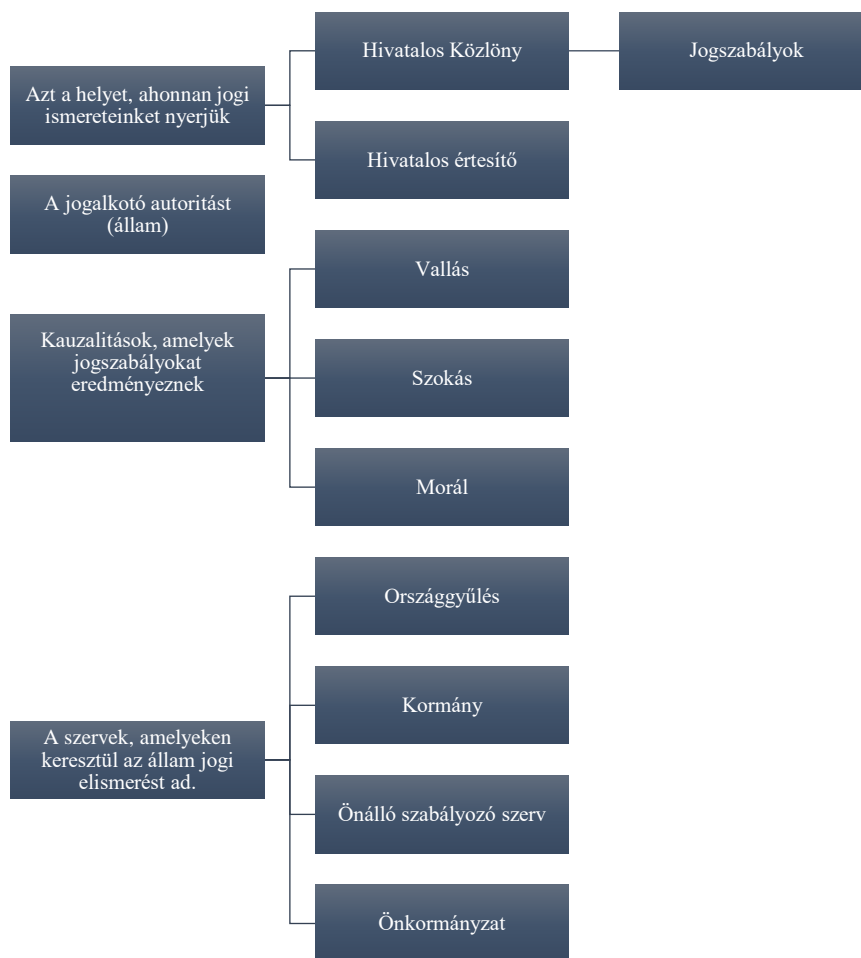 Azt a helyet, ahonnan jogi
ismereteinket nyerjük
Hivatalos Közlöny
Jogszabályok
Hivatalos értesítő
A jogalkotó autoritást
(állam)
Kauzalitások, amelyek
jogszabályokat
eredményeznek
Vallás
Szokás
Morál
A szervek, amelyeken
keresztül az állam jogi
elismerést ad.
Országgyűlés
Kormány
Önálló szabályozó szerv
Önkormányzat